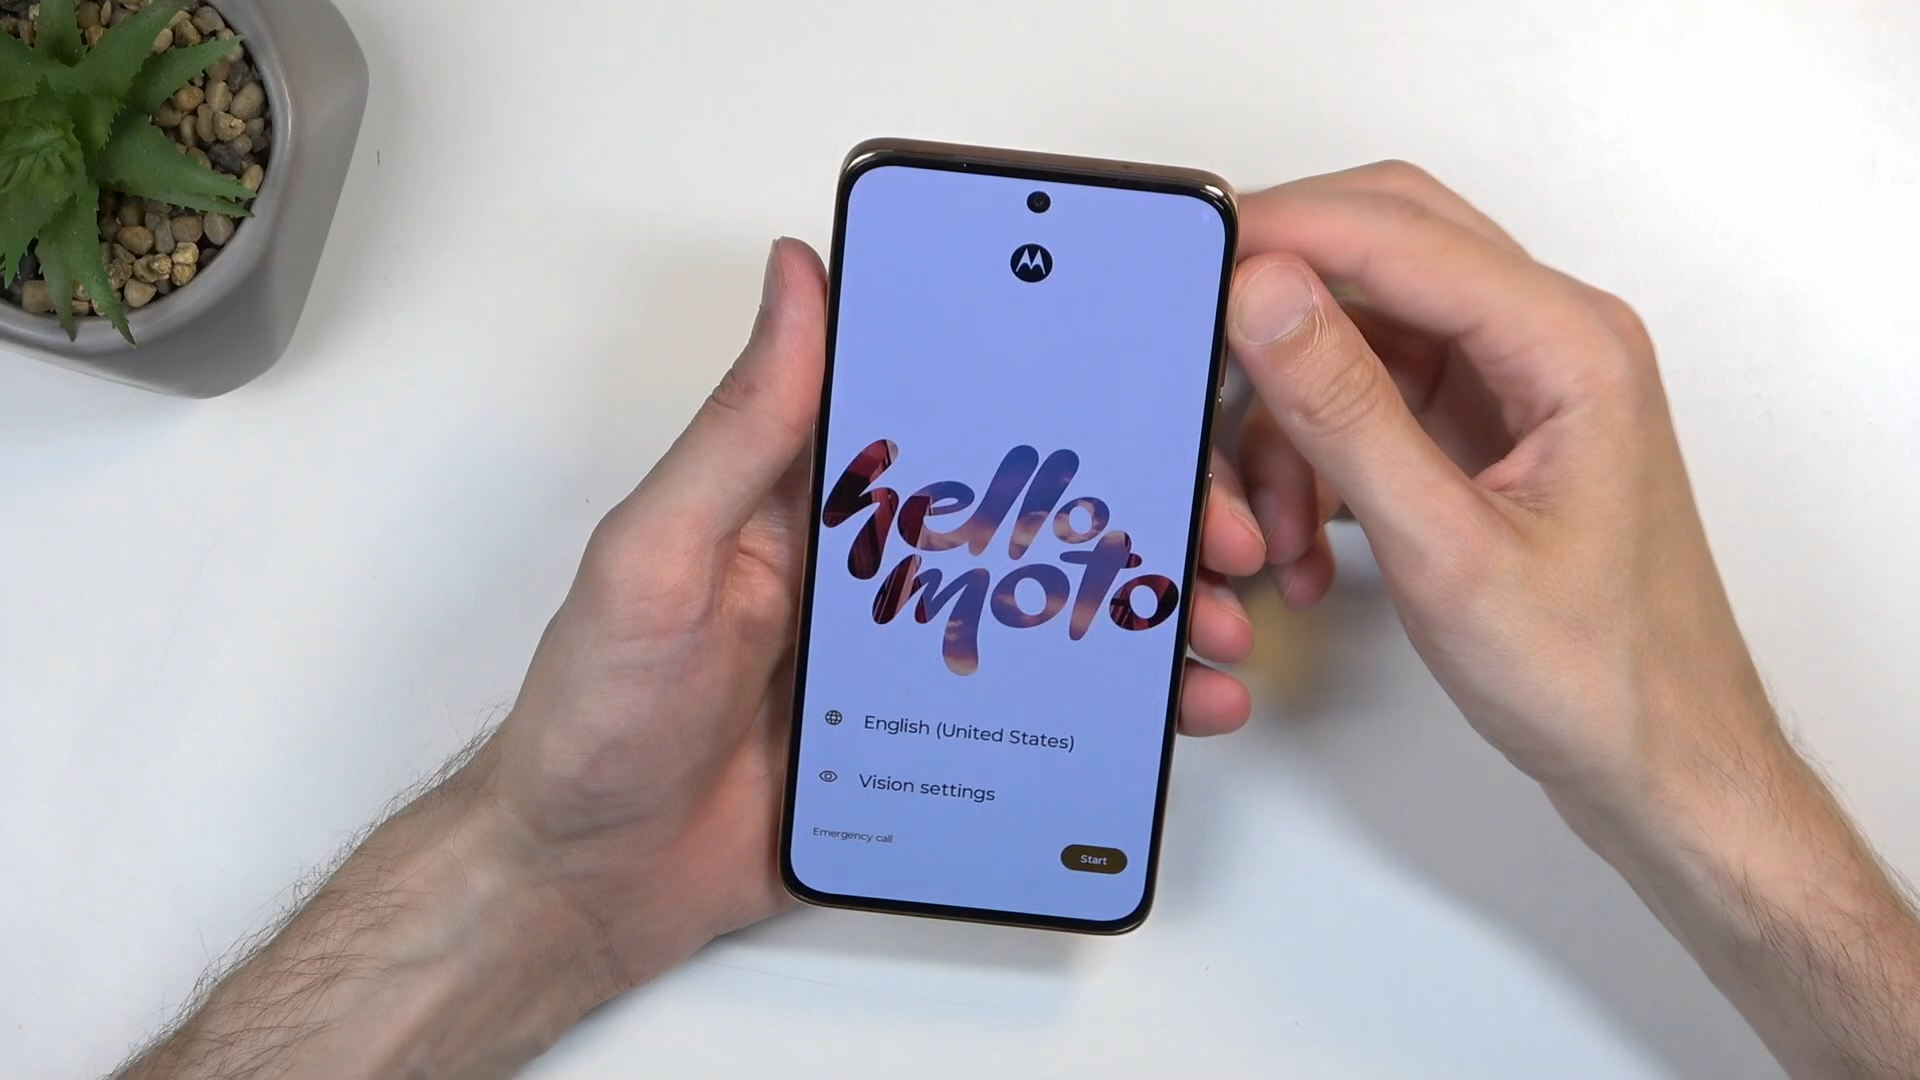 hello
moto
English (United States)
Vision settings
Emergency call
Start